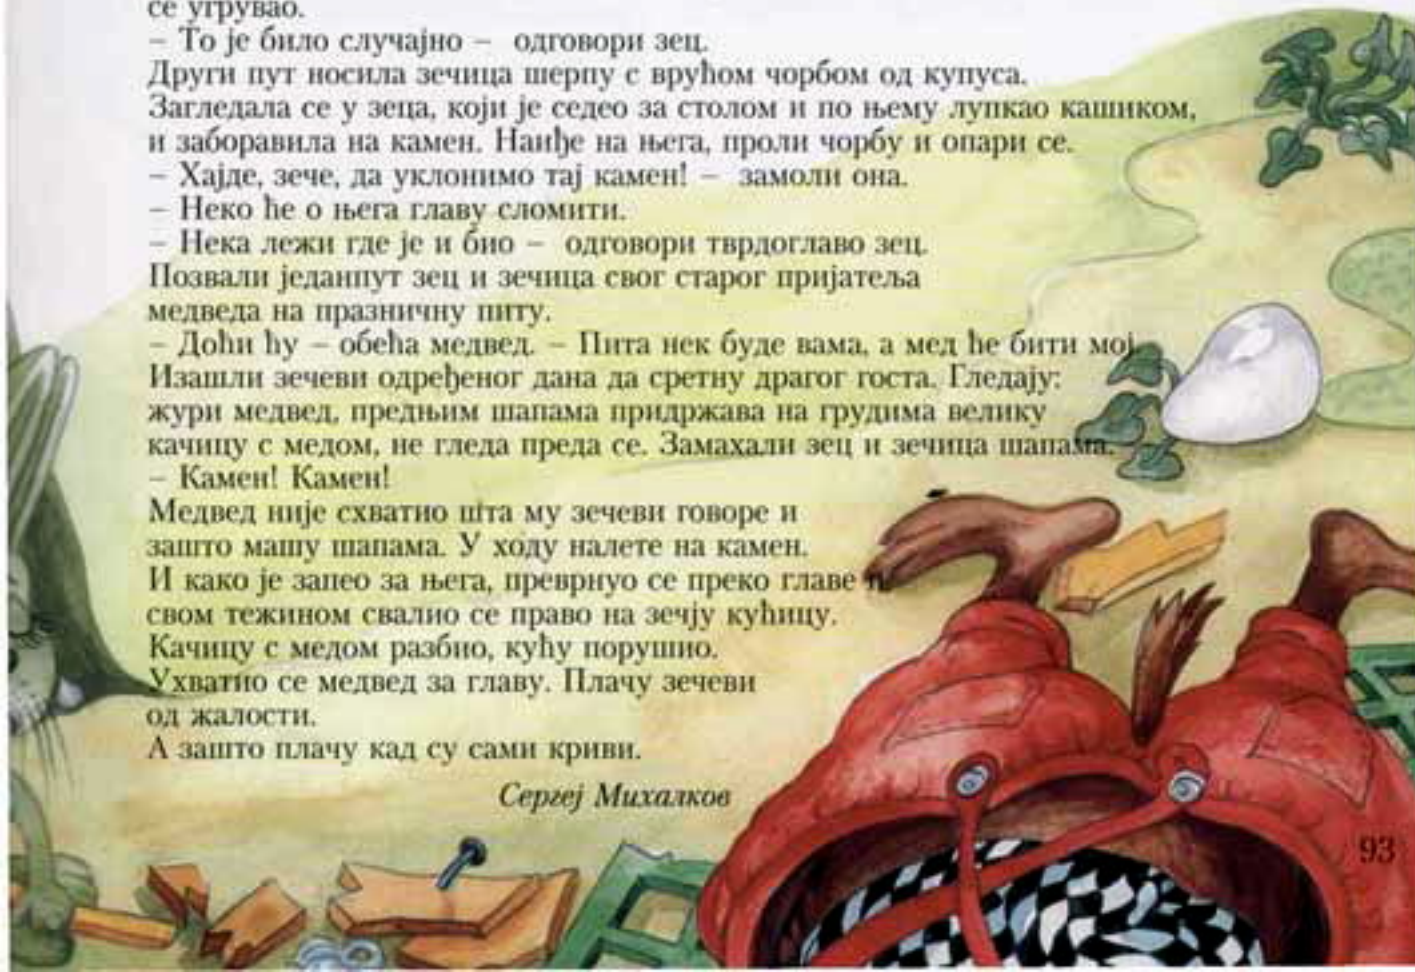 се угрувао.
– То је било случајно – одговори зец.
Други пут носила зечица шерпу с врућом чорбом од купуса.
Загледала се у зеца, који је седео за столом и по њему лупкао кашиком,
и заборавила на камен. Наиђе на њега, проли чорбу и опари се.
– Хајде, зече, да уклонимо тај камен! – замоли она.
– Неко ће о њега главу сломити.
– Нека лежи где је и био – одговори тврдоглаво зец.
Позвали једанпут зец и зечица свог старог пријатеља
медведа на празничну питу.
– Доћи ћу – обећа медвед. – Пита нек буде вама, а мед ће бити мој.
Изашли зечеви одређеног дана да сретну драгог госта. Гледају:
жури медвед, предњим шапама придржава на грудима велику
качицу с медом, не гледа преда се. Замахали зец и зечица шапама.
– Камен! Камен!
Медвед није схватио шта му зечеви говоре и
зашто машу шапама. У ходу налете на камен.
И како је запео за њега, преврнуо се преко главе и
свом тежином свалио се право на зечју кућицу.
Качицу с медом разбио, кућу порушио.
Ухватио се медвед за главу. Плачу зечеви
од жалости.
А зашто плачу кад су сами криви.
Сергеј Михалков
93